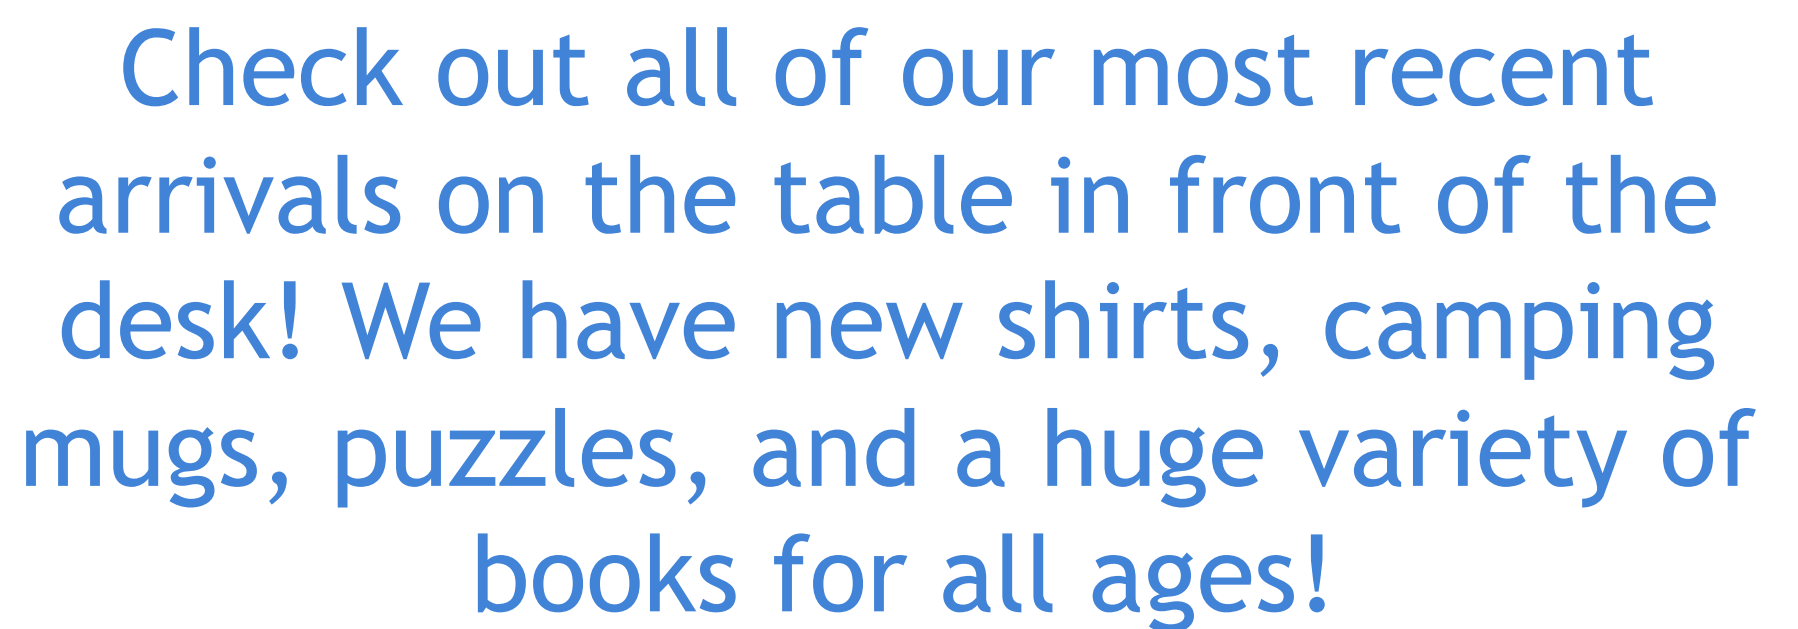 Check out all of our most recent
arrivals on the table in front of the
desk! We have new shirts, camping
mugs, puzzles, and a huge variety of
books for all ages!